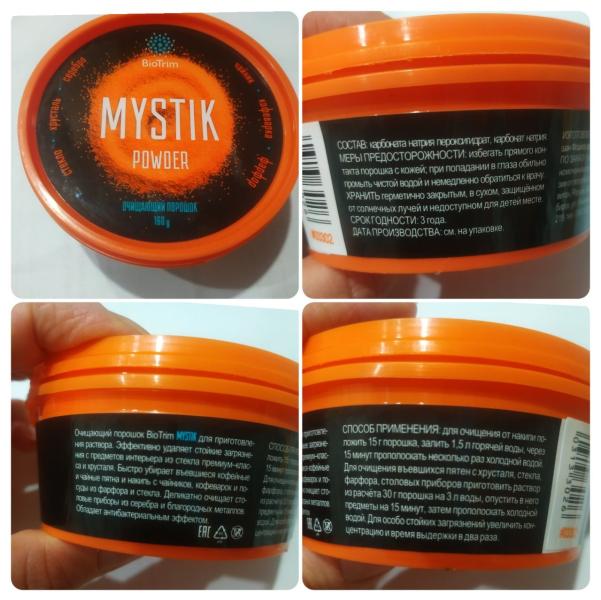 BioTrim
MYSTIK
POWDER
стекло
хрусталь
серебро
чайник
кофеварка
фарфор
ОЧИЩАЮЩИЙ ПОРОШОК
160 g
СОСТАВ: карбоната натрия пероксигидрат, карбонат натрия.
МЕРЫ ПРЕДОСТОРОЖНОСТИ: избегать прямого кон-
такта порошка с кожей; при попадании в глаза обильно
промыть чистой водой и немедленно обратиться к врачу.
ХРАНИТЬ герметично закрытым, в сухом, защищённом
от солнечных лучей и недоступном для детей месте.
СРОК ГОДНОСТИ: 3 года.
ДАТА ПРОИЗВОДСТВА: см. на упаковке.
Очищающий порошок BioTrim MYSTIK для приготовле-
ния раствора. Эффективно удаляет стойкие загрязне-
ния с предметов интерьера из стекла премиум-клас-
са и хрусталя. Быстро убирает въевшиеся кофейные
и чайные пятна и накипь с чайников, кофеварок и по-
суды из фарфора и стекла. Деликатно очищает сто-
ловые приборы из серебра и благородных металлов.
Обладает антибактериальным эффектом.
EAC
СПОСОБ ПРИМЕНЕНИЯ: для очищения от накипи по-
ложить 15 г порошка, залить 1,5 л горячей воды, через
15 минут прополоскать несколько раз холодной водой.
Для очищения въевшихся пятен с хрусталя, стекла,
фарфора, столовых приборов приготовить раствор
из расчёта 30 г порошка на 3 л воды, опустить в него
предметы на 15 минут, затем прополоскать холодной
водой. Для особо стойких загрязнений увеличить кон-
центрацию и время выдержки в два раза.